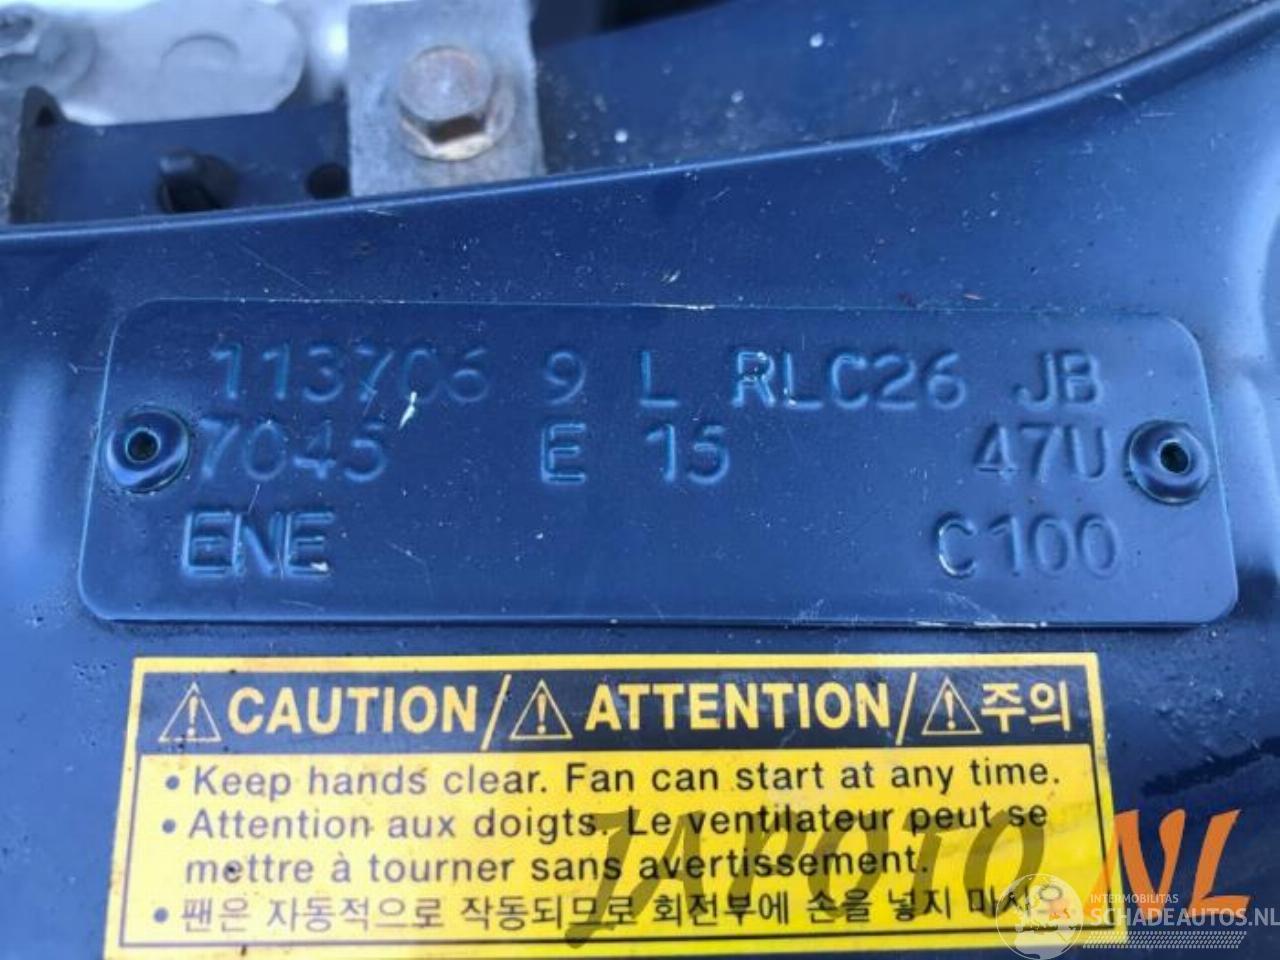 113706 9 L RLC26 JB
7045 E 15 47U
ENE C100
CAUTION/ ATTENTION/ 주의
• Keep hands clear. Fan can start at any time.
• Attention aux doigts. Le ventilateur peut se
mettre à tourner sans avertissement.
• 팬은 자동적으로 작동되므로 회전부에 손을 넣지 마시오
JAPOTO NL
INTERMOBILITAS
SCHADEAUTOS.NL